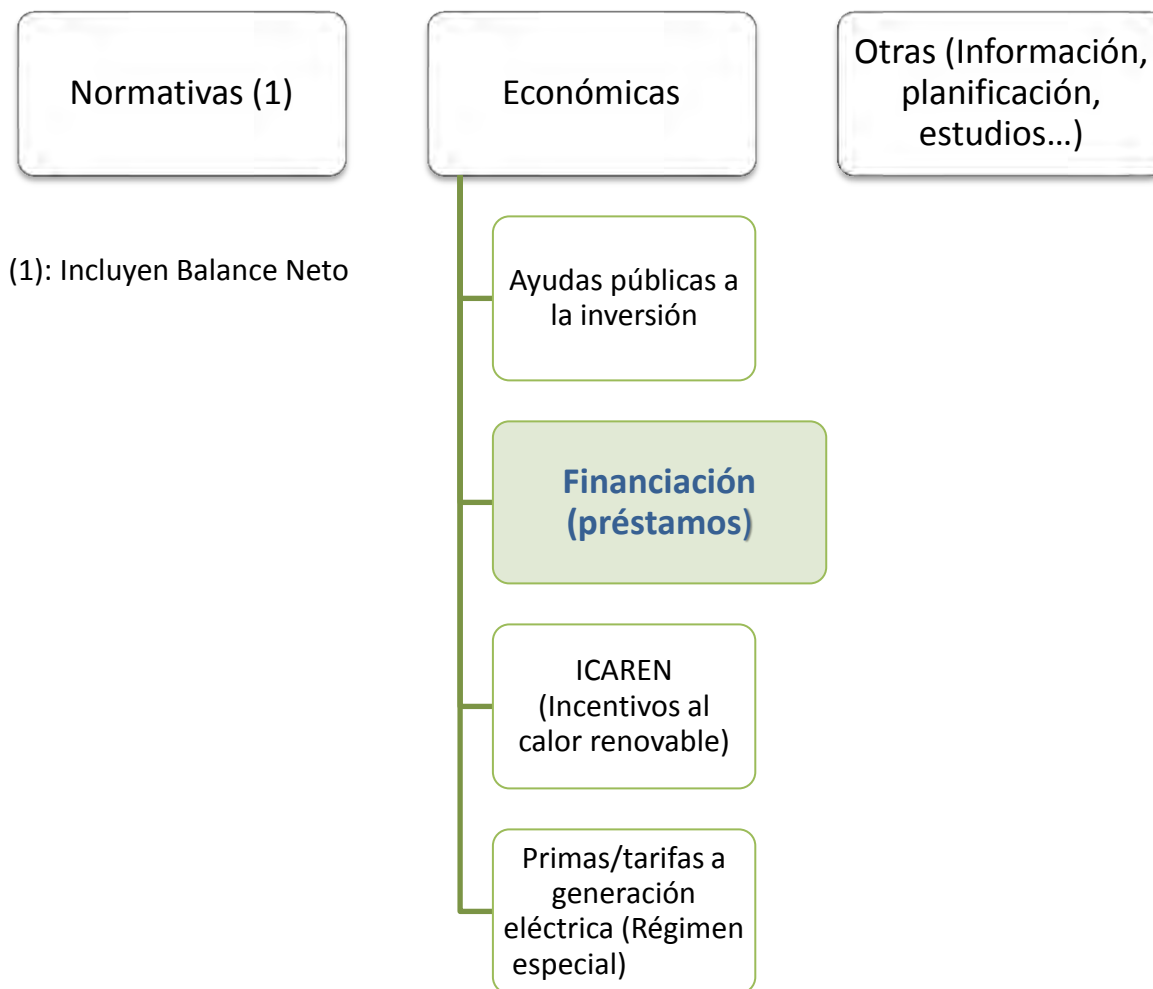 Normativas (1)
Económicas
Otras (Información,
planificación,
estudios…)
(1): Incluyen Balance Neto
Ayudas públicas a
la inversión
Financiación
(préstamos)
ICAREN
(Incentivos al
calor renovable)
Primas/tarifas a
generación
eléctrica (Régimen
especial)